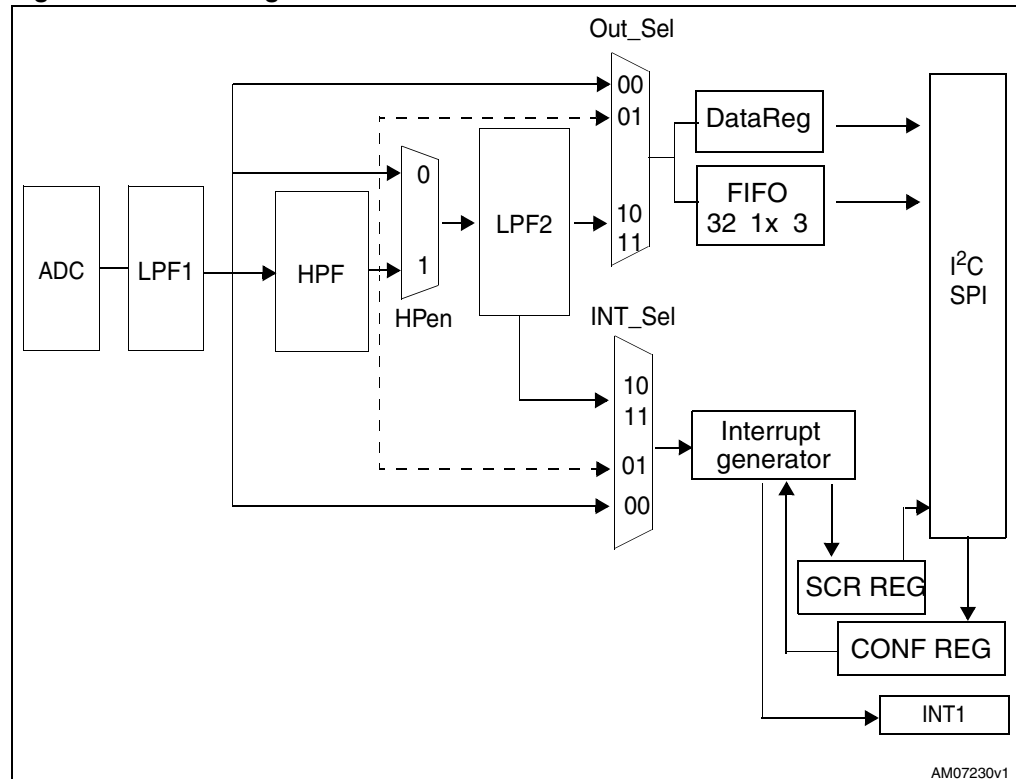 Out_Sel
00
01
DataReg
0
FIFO
32 1x 3
10
11
LPF2
ADC
LPF1
HPF
1
HPen
I²C
SPI
INT_Sel
10
11
01
00
Interrupt
generator
SCR REG
CONF REG
INT1
AM07230v1